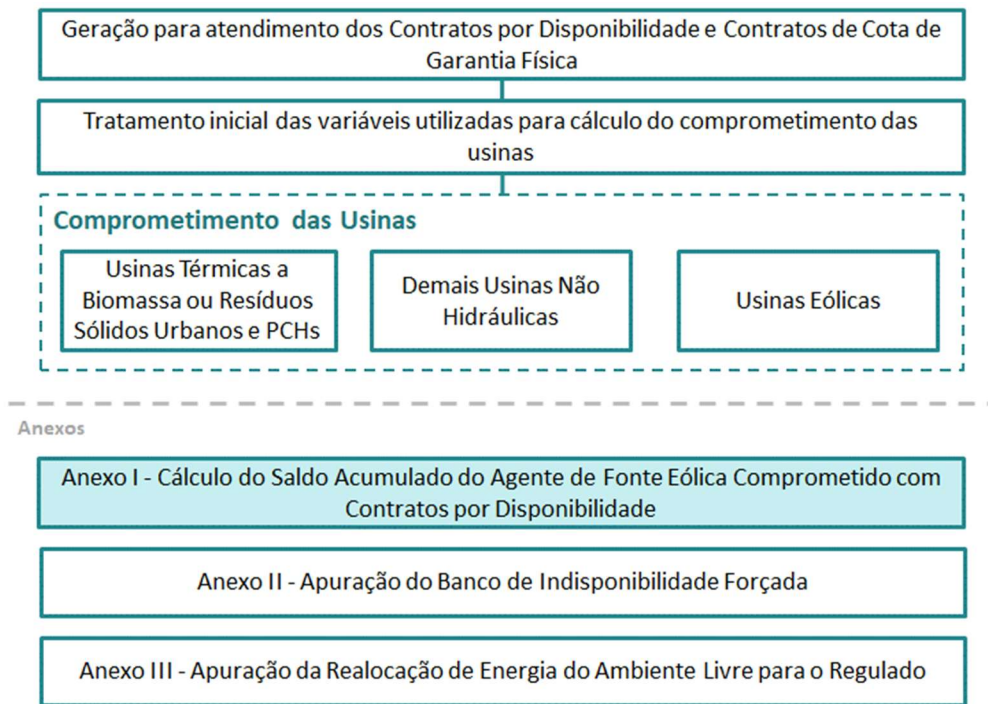 Geração para atendimento dos Contratos por Disponibilidade e Contratos de Cota de
Garantia Física
Tratamento inicial das variáveis utilizadas para cálculo do comprometimento das
usinas
Comprometimento das Usinas
Usinas Térmicas a
Biomassa ou Resíduos
Sólidos Urbanos e PCHs
Demais Usinas Não
Hidráulicas
Usinas Eólicas
Anexos
Anexo I - Cálculo do Saldo Acumulado do Agente de Fonte Eólica Comprometido com
Contratos por Disponibilidade
Anexo II - Apuração do Banco de Indisponibilidade Forçada
Anexo III - Apuração da Realocação de Energia do Ambiente Livre para o Regulado